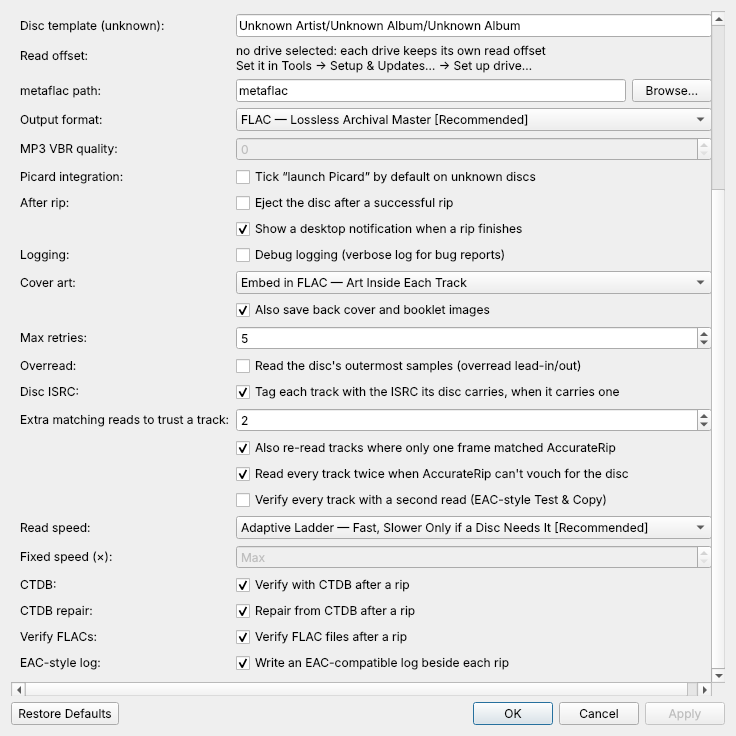 Disc template (unknown): Unknown Artist/Unknown Album/Unknown Album
Read offset: no drive selected: each drive keeps its own read offset
Set it in Tools → Setup & Updates... → Set up drive...
metaflac path: metaflac Browse...
Output format: FLAC — Lossless Archival Master [Recommended]
MP3 VBR quality: 0
Picard integration: Tick “launch Picard” by default on unknown discs
After rip: Eject the disc after a successful rip
Show a desktop notification when a rip finishes
Logging: Debug logging (verbose log for bug reports)
Cover art: Embed in FLAC — Art Inside Each Track
Also save back cover and booklet images
Max retries: 5
Overread: Read the disc's outermost samples (overread lead-in/out)
Disc ISRC: Tag each track with the ISRC its disc carries, when it carries one
Extra matching reads to trust a track: 2
Also re-read tracks where only one frame matched AccurateRip
Read every track twice when AccurateRip can't vouch for the disc
Verify every track with a second read (EAC-style Test & Copy)
Read speed: Adaptive Ladder — Fast, Slower Only if a Disc Needs It [Recommended]
Fixed speed (×): Max
CTDB: Verify with CTDB after a rip
CTDB repair: Repair from CTDB after a rip
Verify FLACs: Verify FLAC files after a rip
EAC-style log: Write an EAC-compatible log beside each rip
Restore Defaults OK Cancel Apply